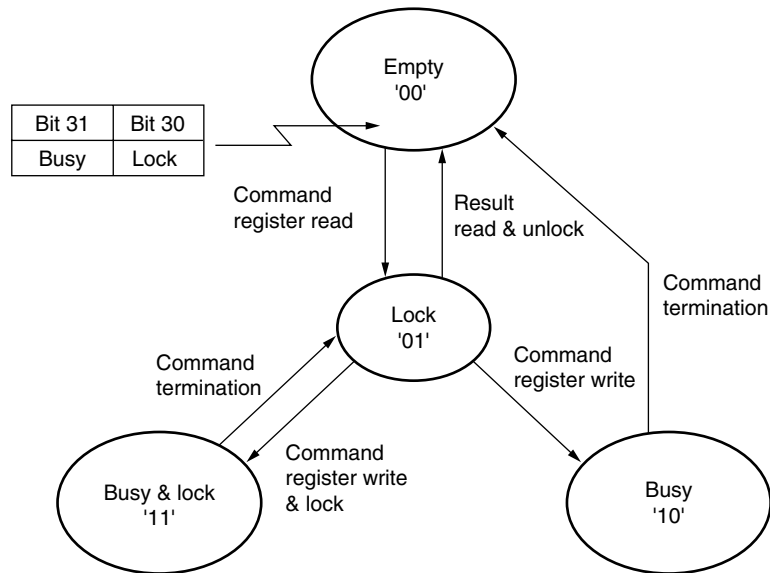 Empty
'00'
Bit 31 Bit 30
Busy Lock
Command
register read
Result
read & unlock
Command
termination
Lock
'01'
Command
termination
Command
register write
Command
register write
& lock
Busy & lock
'11'
Busy
'10'